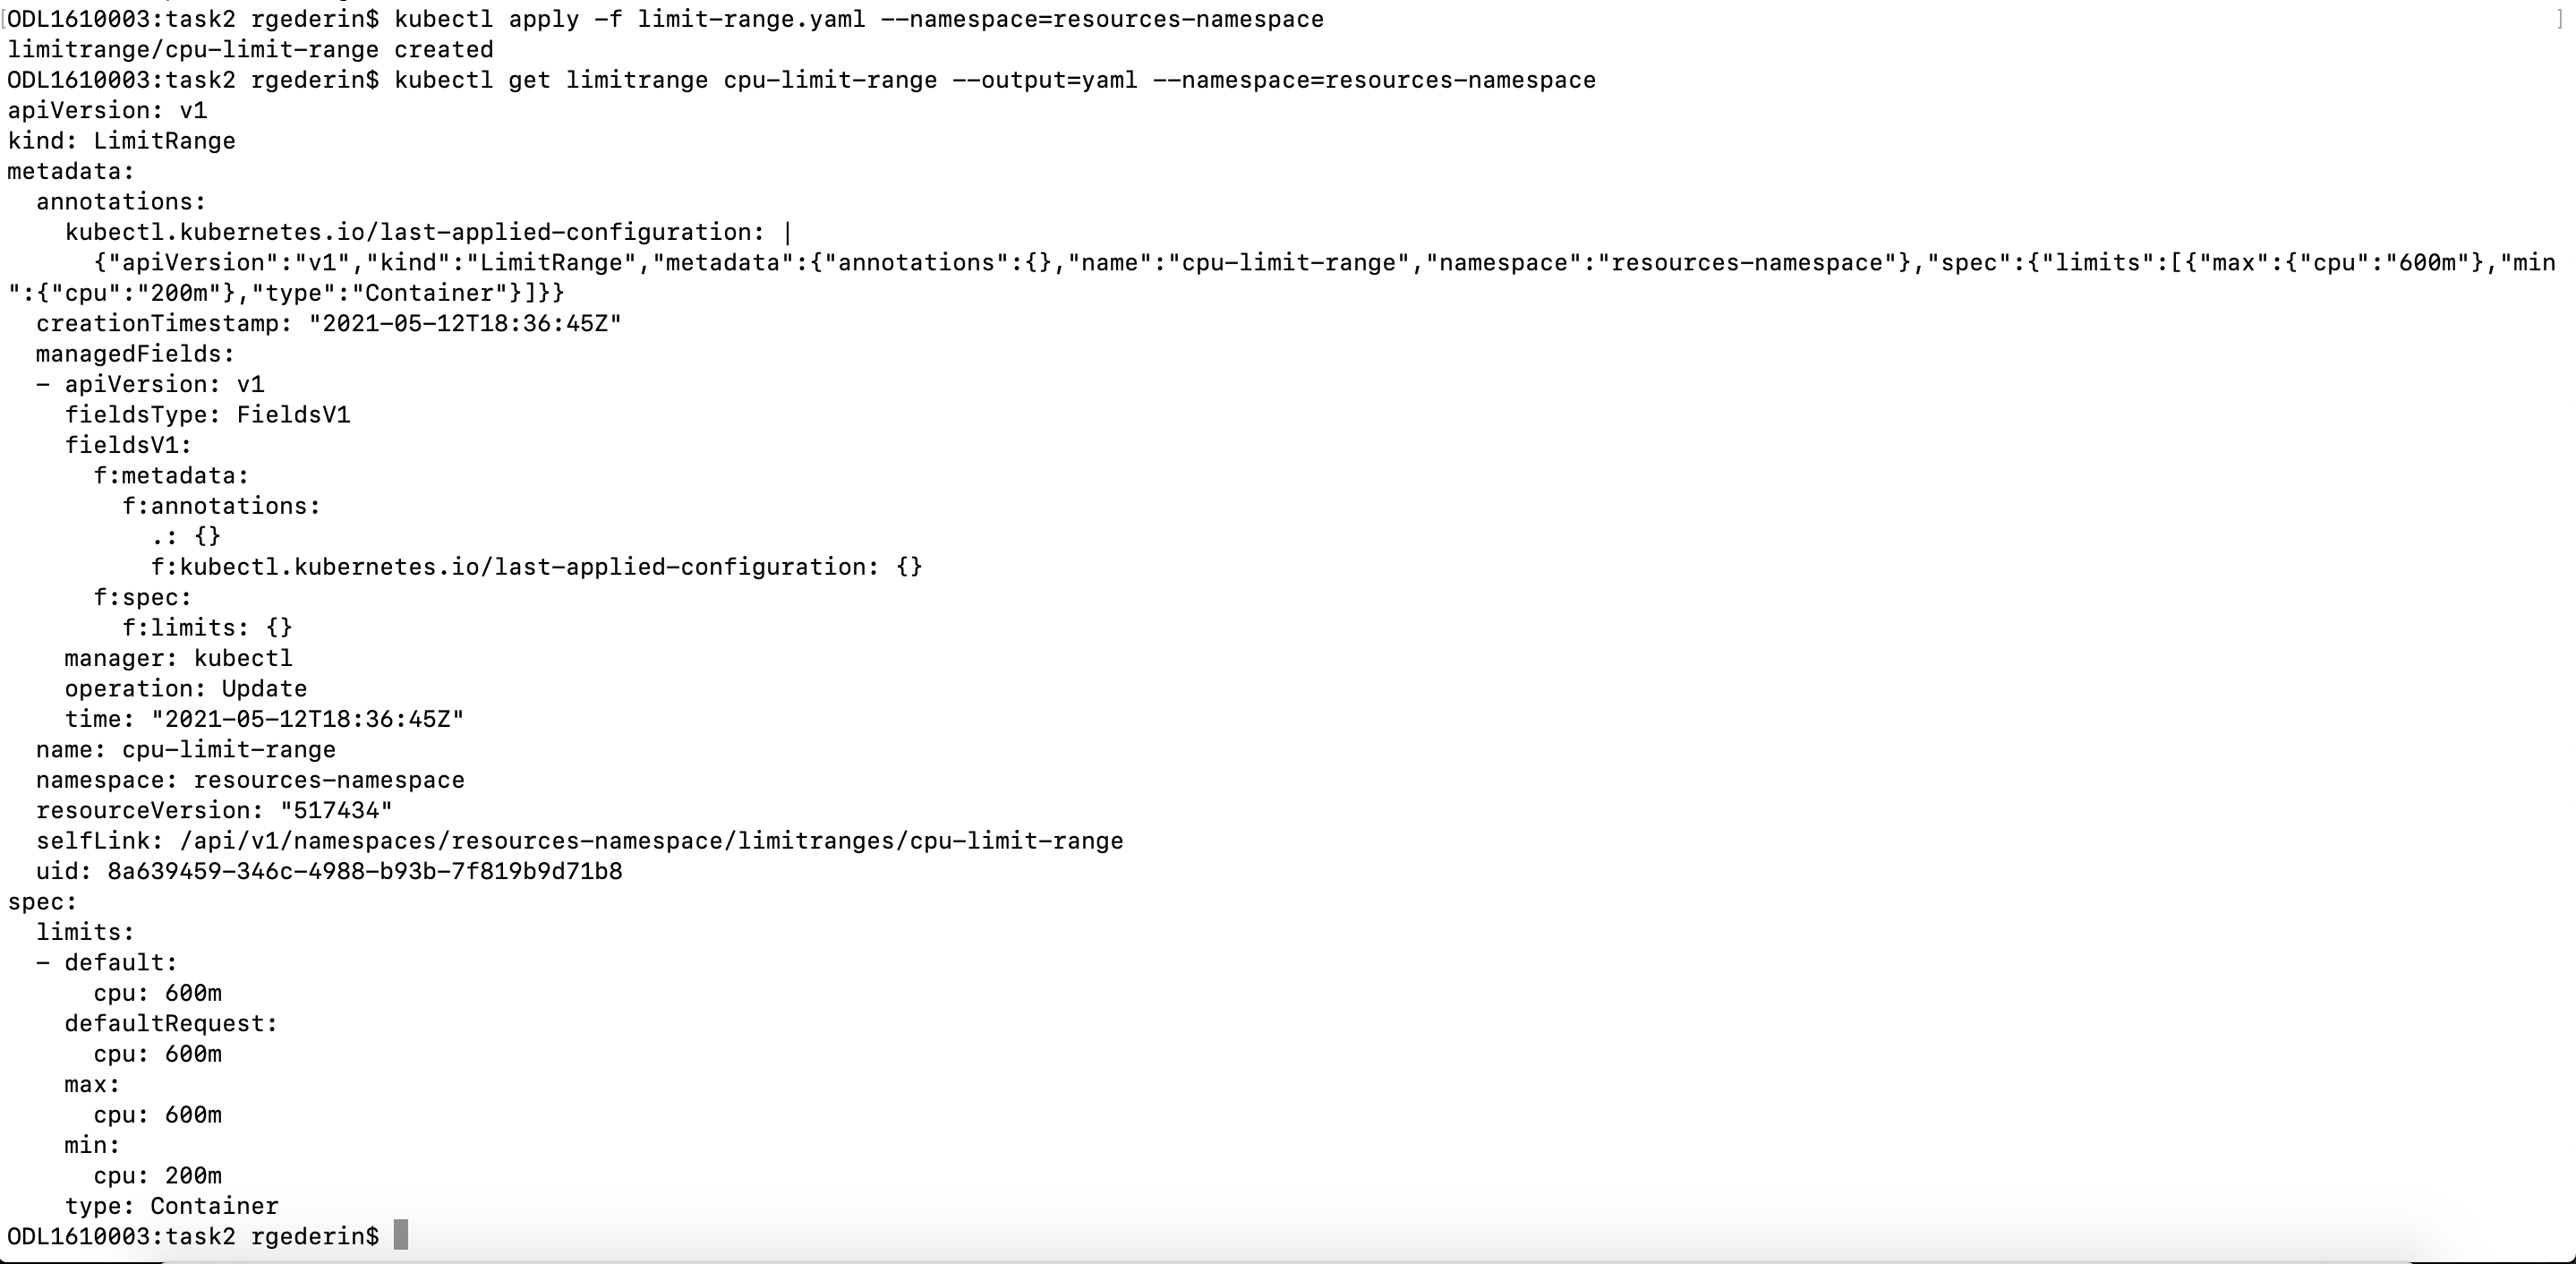 [ODL1610003:task2 rgederin$ kubectl apply -f limit-range.yaml --namespace=resources-namespace ]
limitrange/cpu-limit-range created
ODL1610003:task2 rgederin$ kubectl get limitrange cpu-limit-range --output=yaml --namespace=resources-namespace
apiVersion: v1
kind: LimitRange
metadata:
  annotations:
    kubectl.kubernetes.io/last-applied-configuration: |
      {"apiVersion":"v1","kind":"LimitRange","metadata":{"annotations":{},"name":"cpu-limit-range","namespace":"resources-namespace"},"spec":{"limits":[{"max":{"cpu":"600m"},"min
":{"cpu":"200m"},"type":"Container"}]}}
  creationTimestamp: "2021-05-12T18:36:45Z"
  managedFields:
  - apiVersion: v1
    fieldsType: FieldsV1
    fieldsV1:
      f:metadata:
        f:annotations:
          .: {}
          f:kubectl.kubernetes.io/last-applied-configuration: {}
      f:spec:
        f:limits: {}
    manager: kubectl
    operation: Update
    time: "2021-05-12T18:36:45Z"
  name: cpu-limit-range
  namespace: resources-namespace
  resourceVersion: "517434"
  selfLink: /api/v1/namespaces/resources-namespace/limitranges/cpu-limit-range
  uid: 8a639459-346c-4988-b93b-7f819b9d71b8
spec:
  limits:
  - default:
      cpu: 600m
    defaultRequest:
      cpu: 600m
    max:
      cpu: 600m
    min:
      cpu: 200m
    type: Container
ODL1610003:task2 rgederin$